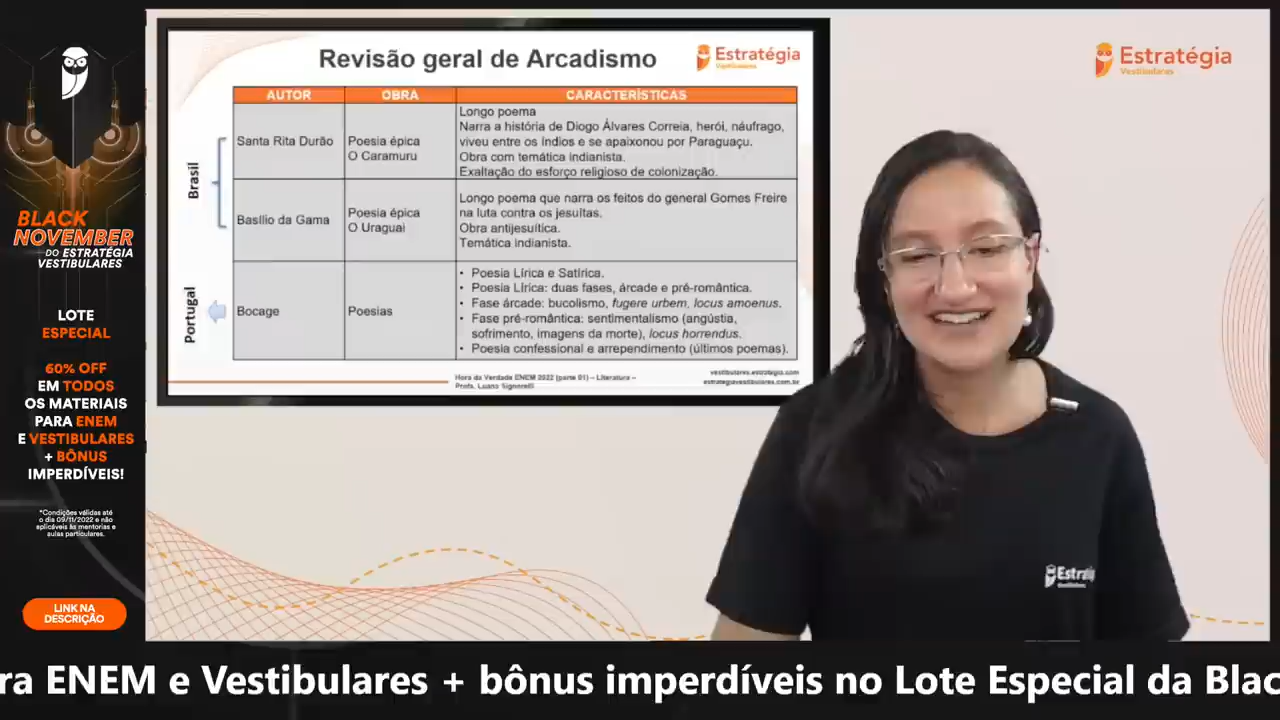 BLACK
NOVEMBER
DO ESTRATÉGIA
VESTIBULARES
LOTE
ESPECIAL
60% OFF
EM TODOS
OS MATERIAIS
PARA ENEM
E VESTIBULARES
+ BÔNUS
IMPERDÍVEIS!
*Condições válidas até
o dia 09/11/2022 e não
aplicáveis às mentorias e
aulas particulares.
LINK NA
DESCRIÇÃO
Revisão geral de Arcadismo
Estratégia
Vestibulares
AUTOR OBRA CARACTERÍSTICAS
Brasil
Santa Rita Durão
Poesia épica
O Caramuru
Longo poema
Narra a história de Diogo Álvares Correia, herói, náufrago,
viveu entre os índios e se apaixonou por Paraguaçu.
Obra com temática indianista.
Exaltação do esforço religioso de colonização.
Basílio da Gama
Poesia épica
O Uraguai
Longo poema que narra os feitos do general Gomes Freire
na luta contra os jesuítas.
Obra antijesuítica.
Temática indianista.
Portugal
Bocage
Poesias
• Poesia Lírica e Satírica.
• Poesia Lírica: duas fases, árcade e pré-romântica.
• Fase árcade: bucolismo, fugere urbem, locus amoenus.
• Fase pré-romântica: sentimentalismo (angústia,
sofrimento, imagens da morte), locus horrendus.
• Poesia confessional e arrependimento (últimos poemas).
Hora da Verdade ENEM 2022 (parte 01) – Literatura –
Profa. Luana Signorelli
vestibulares.estrategia.com
estrategiavestibulares.com.br
Estratégia
Vestibulares
Estraté
ra ENEM e Vestibulares + bônus imperdíveis no Lote Especial da Blac